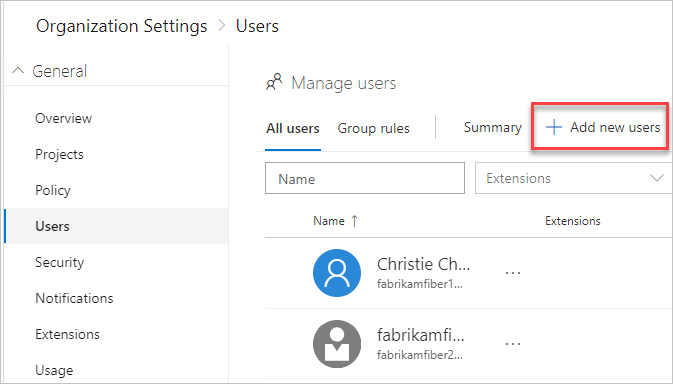 Organization Settings > Users
General
Overview
Projects
Policy
Users
Security
Notifications
Extensions
Usage
Manage users
All users Group rules Summary + Add new users
Name Extensions
Name ↑ Extensions
Christie Ch... ...
fabrikamfiber1...
fabrikamfi... ...
fabrikamfiber2...